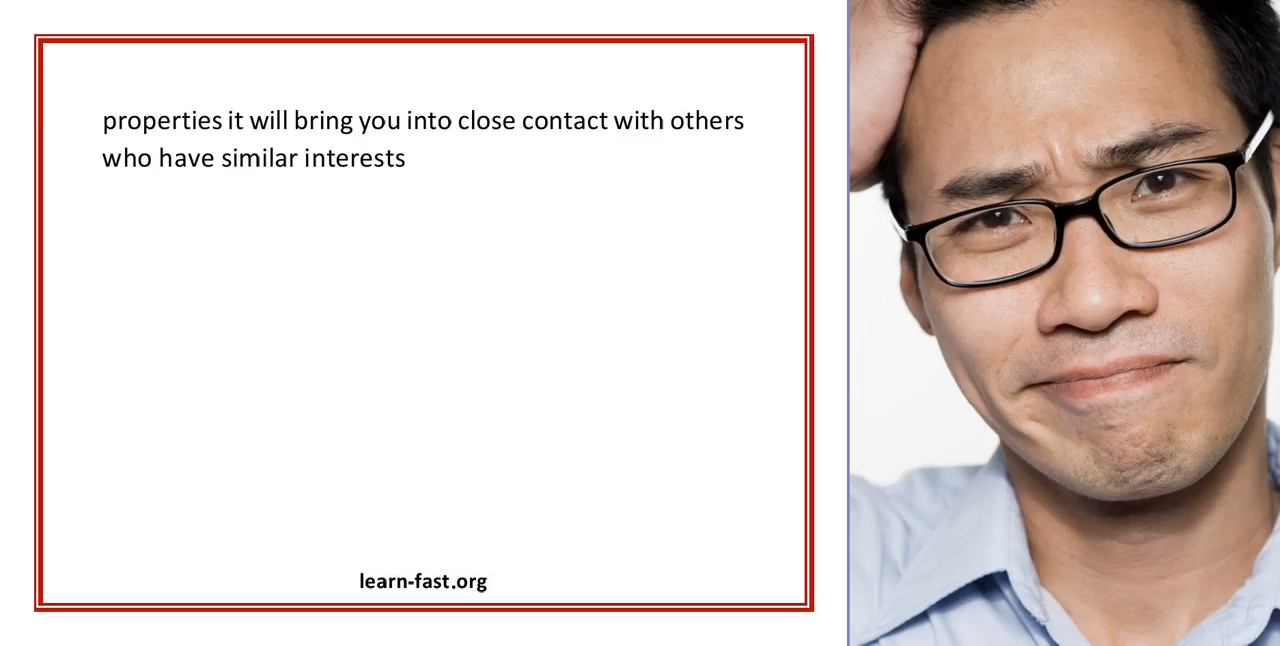 properties it will bring you into close contact with others
who have similar interests
learn-fast.org